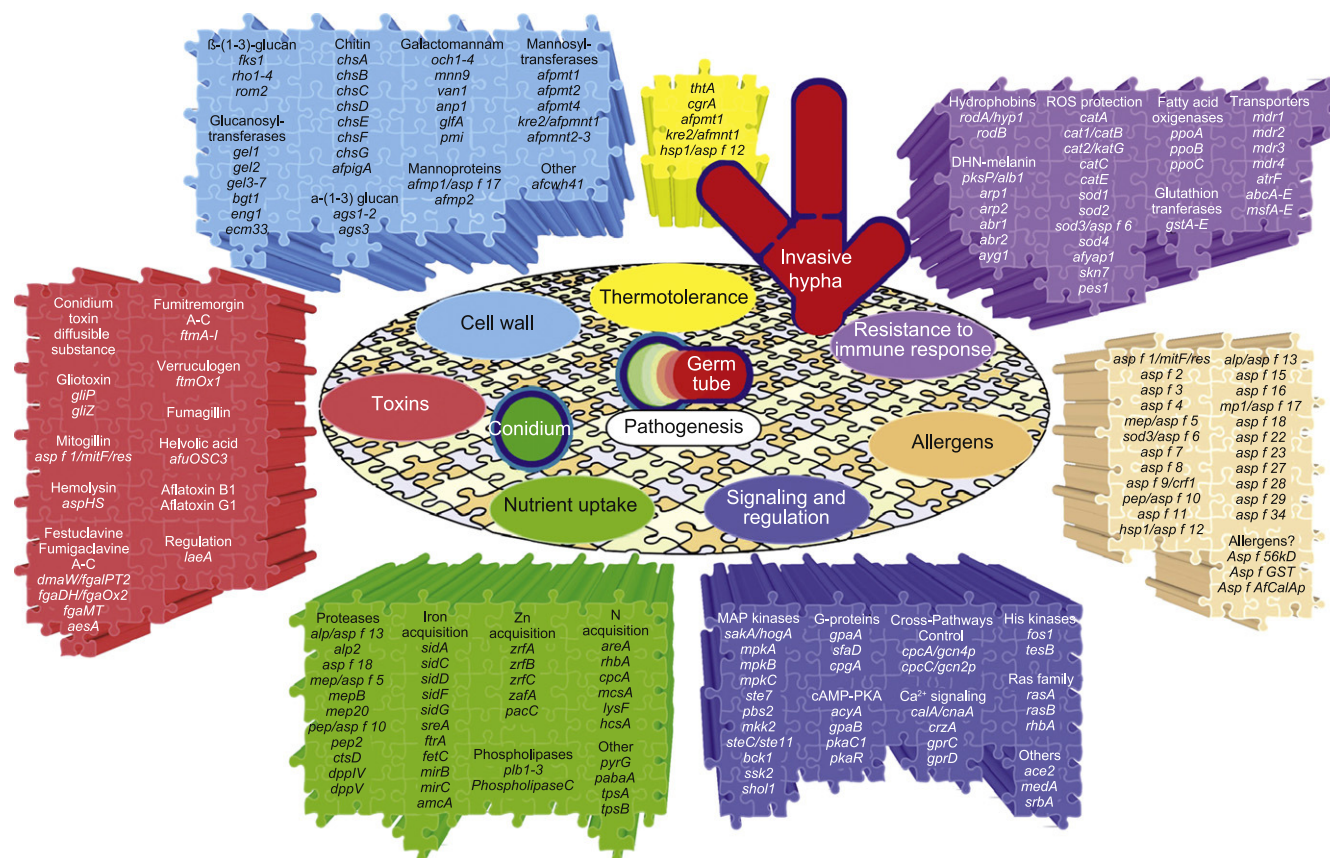 ß-(1-3)-glucan
fks1
rho1-4
rom2
Glucanosyl-
transferases
gel1
gel2
gel3-7
bgt1
eng1
ecm33
Chitin
chsA
chsB
chsC
chsD
chsE
chsF
chsG
afpigA
a-(1-3) glucan
ags1-2
ags3
Galactomannam
och1-4
mnn9
van1
anp1
glfA
pmi
Mannoproteins
afmp1/asp f 17
afmp2
Mannosyl-
transferases
afpmt1
afpmt2
afpmt4
kre2/afpmnt1
afpmnt2-3
Other
afcwh41
thtA
cgrA
afpmt1
kre2/afmnt1
hsp1/asp f 12
Hydrophobins
rodA/hyp1
rodB
DHN-melanin
pksP/alb1
arp1
arp2
abr1
abr2
ayg1
ROS protection
catA
cat1/catB
cat2/katG
catC
catE
sod1
sod2
sod3/asp f 6
sod4
afyap1
skn7
pes1
Fatty acid
oxigenases
ppoA
ppoB
ppoC
Glutathion
tranferases
gstA-E
Transporters
mdr1
mdr2
mdr3
mdr4
atrF
abcA-E
msfA-E
Invasive
hypha
Thermotolerance
Cell wall
Resistance to
immune response
Germ
tube
Toxins
Conidium
Pathogenesis
Allergens
Nutrient uptake
Signaling and
regulation
Conidium
toxin
diffusible
substance
Gliotoxin
gliP
gliZ
Mitogillin
asp f 1/mitF/res
Hemolysin
aspHS
Festuclavine
Fumigaclavine
A-C
dmaW/fgalPT2
fgaDH/fgaOx2
fgaMT
aesA
Fumitremorgin
A-C
ftmA-I
Verruculogen
ftmOx1
Fumagillin
Helvolic acid
afuOSC3
Aflatoxin B1
Aflatoxin G1
Regulation
laeA
asp f 1/mitF/res
asp f 2
asp f 3
asp f 4
mep/asp f 5
sod3/asp f 6
asp f 7
asp f 8
asp f 9/crf1
pep/asp f 10
asp f 11
hsp1/asp f 12
alp/asp f 13
asp f 15
asp f 16
mp1/asp f 17
asp f 18
asp f 22
asp f 23
asp f 27
asp f 28
asp f 29
asp f 34
Allergens?
Asp f 56kD
Asp f GST
Asp f AfCalAp
Proteases
alp/asp f 13
alp2
asp f 18
mep/asp f 5
mepB
mep20
pep/asp f 10
pep2
ctsD
dppIV
dppV
Iron
acquisition
sidA
sidC
sidD
sidF
sidG
sreA
ftrA
fetC
mirB
mirC
amcA
Zn
acquisition
zrfA
zrfB
zrfC
zafA
pacC
Phospholipases
plb1-3
PhospholipaseC
N
acquisition
areA
rhbA
cpcA
mcsA
lysF
hcsA
Other
pyrG
pabaA
tpsA
tpsB
MAP kinases
sakA/hogA
mpkA
mpkB
mpkC
ste7
pbs2
mkk2
steC/ste11
bck1
ssk2
shol1
G-proteins
gpaA
sfaD
cpgA
cAMP-PKA
acyA
gpaB
pkaC1
pkaR
Cross-Pathways
Control
cpcA/gcn4p
cpcC/gcn2p
Ca²⁺ signaling
calA/cnaA
crzA
gprC
gprD
His kinases
fos1
tesB
Ras family
rasA
rasB
rhbA
Others
ace2
medA
srbA